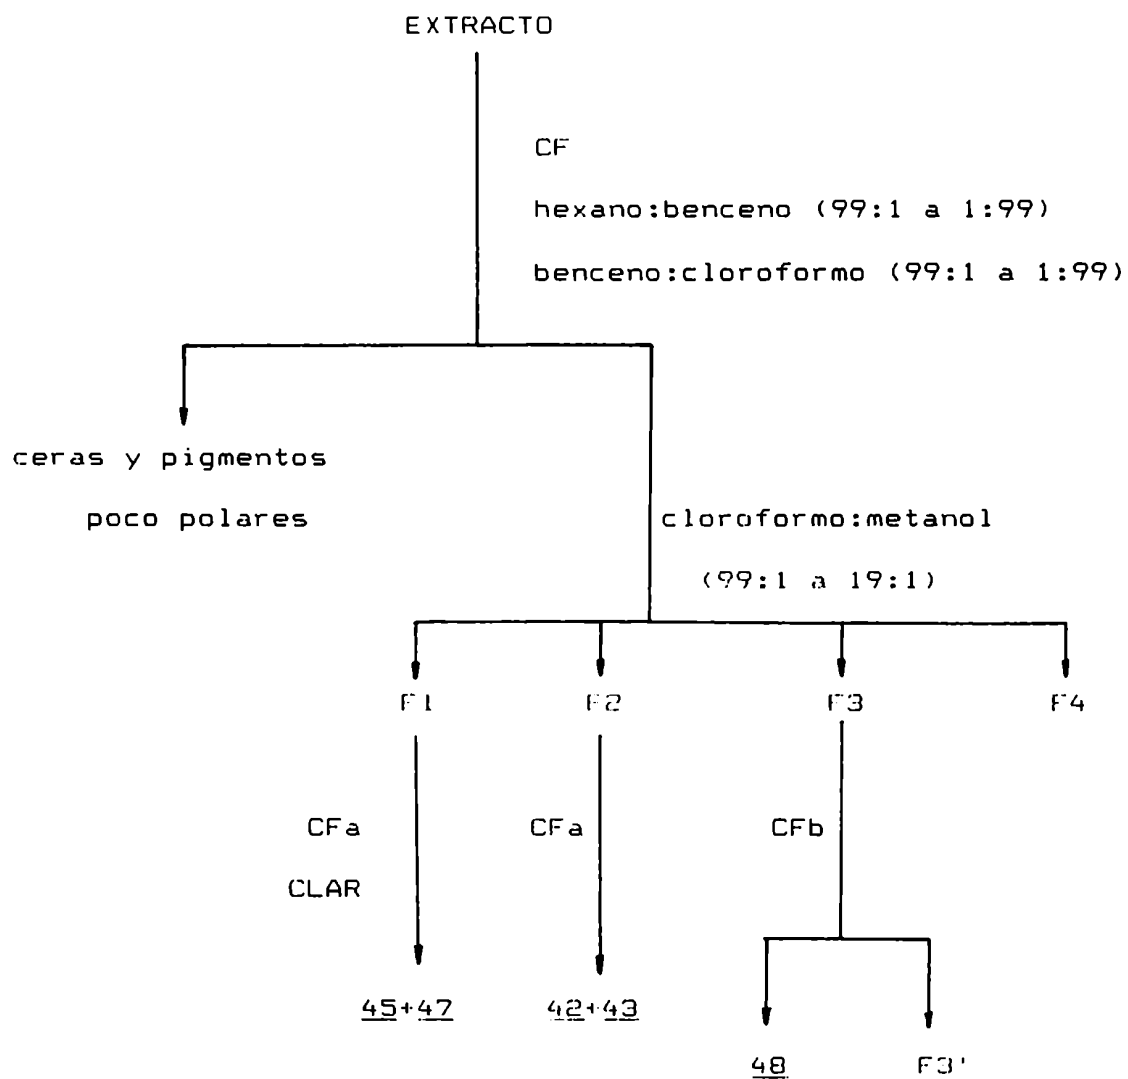 EXTRACTO
CF
hexano:benceno (99:1 a 1:99)
benceno:cloroformo (99:1 a 1:99)
ceras y pigmentos
poco polares
cloroformo:metanol
(99:1 a 19:1)
F1 F2 F3 F4
CFa CFa CFb
CLAR
45+47 42+43
48 F3'